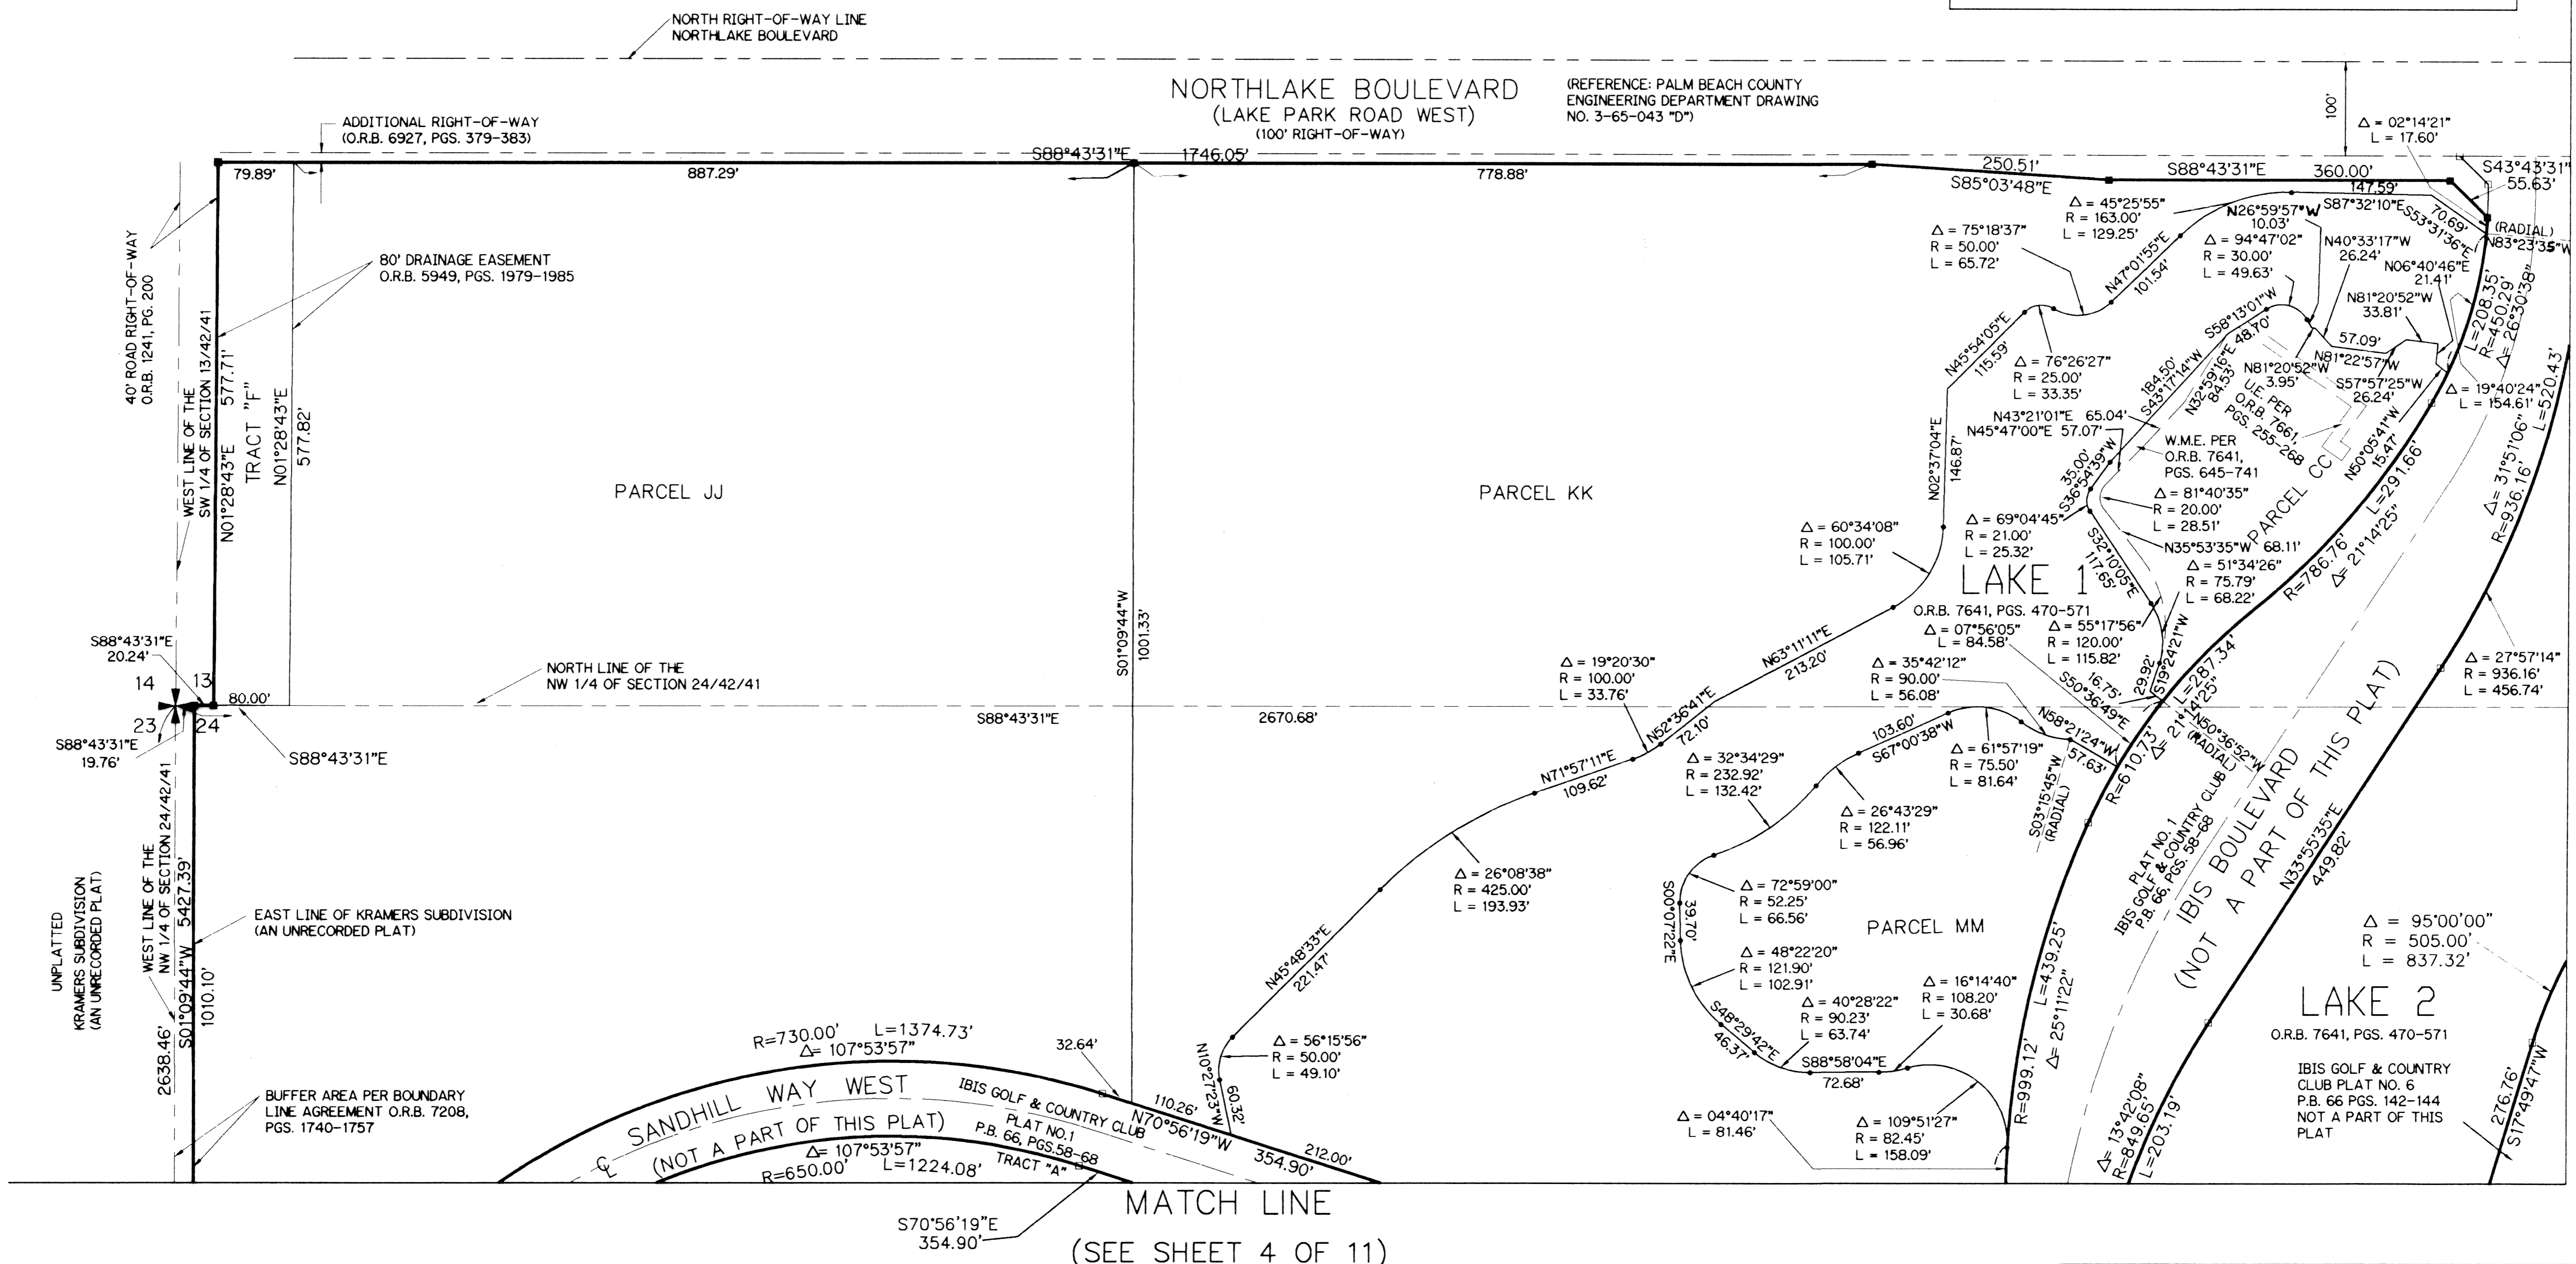 NORTH RIGHT-OF-WAY LINE
NORTHLAKE BOULEVARD
NORTHLAKE BOULEVARD
(LAKE PARK ROAD WEST)
(100' RIGHT-OF-WAY)
(REFERENCE: PALM BEACH COUNTY
ENGINEERING DEPARTMENT DRAWING
NO. 3-65-043 "D")
100'
ADDITIONAL RIGHT-OF-WAY
(O.R.B. 6927, PGS. 379-383)
Δ = 02°14'21"
L = 17.60'
S88°43'31"E 1746.05'
79.89'
887.29'
778.88'
250.51'
S85°03'48"E
S88°43'31"E 360.00'
S43°43'31"
55.63'
147.59'
S87°32'10"E
70.69'
S53°31'36"E
(RADIAL)
N83°23'35"W
40' ROAD RIGHT-OF-WAY
O.R.B. 1241, PG. 200
WEST LINE OF THE
SW 1/4 OF SECTION 13/42/41
N01°28'43"E 577.71'
TRACT "F"
N01°28'43"E
577.82'
80' DRAINAGE EASEMENT
O.R.B. 5949, PGS. 1979-1985
Δ = 45°25'55"
R = 163.00'
L = 129.25'
N26°59'57"W
10.03'
Δ = 94°47'02"
R = 30.00'
L = 49.63'
N40°33'17"W
26.24'
N06°40'46"E
21.41'
N81°20'52"W
33.81'
Δ = 75°18'37"
R = 50.00'
L = 65.72'
N47°01'55"E
101.54'
N45°54'05"E
115.59'
Δ = 76°26'27"
R = 25.00'
L = 33.35'
S58°13'01"W
48.70'
184.50'
S43°17'14"W
N32°59'16"E
84.53'
57.09'
N81°22'57"W
N81°20'52"W
3.95'
S57°57'25"W
26.24'
U.E. PER
O.R.B. 7661,
PGS. 255-268
L=208.35'
R=450.29'
Δ= 26°30'38"
Δ = 19°40'24"
L = 154.61'
L=520.43'
Δ= 31°51'06"
R=936.16'
N43°21'01"E 65.04'
N45°47'00"E 57.07'
35.00'
S36°54'39"W
W.M.E. PER
O.R.B. 7641,
PGS. 645-741
N50°05'41"W
15.47'
PARCEL CC
L=291.66'
R=786.76'
Δ= 21°14'25"
PARCEL JJ
PARCEL KK
N02°37'04"E
146.87'
Δ = 60°34'08"
R = 100.00'
L = 105.71'
Δ = 69°04'45"
R = 21.00'
L = 25.32'
Δ = 81°40'35"
R = 20.00'
L = 28.51'
N35°53'35"W 68.11'
S32°10'05"E
117.65'
Δ = 51°34'26"
R = 75.79'
L = 68.22'
LAKE 1
O.R.B. 7641, PGS. 470-571
Δ = 07°56'05"
L = 84.58'
Δ = 55°17'56"
R = 120.00'
L = 115.82'
29.92'
S19°24'21"W
S01°09'44"W
1001.33'
S88°43'31"E
20.24'
14
13
23
24
80.00'
S88°43'31"E
19.76'
S88°43'31"E
NORTH LINE OF THE
NW 1/4 OF SECTION 24/42/41
S88°43'31"E
2670.68'
N63°11'11"E
213.20'
Δ = 19°20'30"
R = 100.00'
L = 33.76'
N52°36'41"E
72.10'
N71°57'11"E
109.62'
Δ = 35°42'12"
R = 90.00'
L = 56.08'
16.75'
S50°36'49"E
L=287.34'
Δ= 21°14'25"
R=610.73'
N50°36'52"W
(RADIAL)
Δ = 27°57'14"
R = 936.16'
L = 456.74'
103.60'
S67°00'38"W
Δ = 61°57'19"
R = 75.50'
L = 81.64'
N58°21'24"W
57.63'
S03°15'45"W
(RADIAL)
Δ = 32°34'29"
R = 232.92'
L = 132.42'
Δ = 26°43'29"
R = 122.11'
L = 56.96'
Δ = 26°08'38"
R = 425.00'
L = 193.93'
Δ = 72°59'00"
R = 52.25'
L = 66.56'
S00°07'22"E
39.70'
PARCEL MM
Δ = 48°22'20"
R = 121.90'
L = 102.91'
S48°29'42"E
46.37'
Δ = 40°28'22"
R = 90.23'
L = 63.74'
Δ = 16°14'40"
R = 108.20'
L = 30.68'
S88°58'04"E
72.68'
Δ = 04°40'17"
L = 81.46'
Δ = 109°51'27"
R = 82.45'
L = 158.09'
L=439.25'
Δ= 25°11'22"
R=999.12'
PLAT NO. 1
IBIS GOLF & COUNTRY CLUB
P.B. 66, PGS. 58-68
IBIS BOULEVARD
(NOT A PART OF THIS PLAT)
N33°55'35"E
449.82'
Δ= 13°42'08"
R=849.65'
L=203.19'
Δ = 95°00'00"
R = 505.00'
L = 837.32'
LAKE 2
O.R.B. 7641, PGS. 470-571
IBIS GOLF & COUNTRY
CLUB PLAT NO. 6
P.B. 66 PGS. 142-144
NOT A PART OF THIS
PLAT
276.76'
S17°49'47"W
UNPLATTED
KRAMERS SUBDIVISION
(AN UNRECORDED PLAT)
WEST LINE OF THE
NW 1/4 OF SECTION 24/42/41
2638.46'
S01°09'44"W 5427.39'
1010.10'
EAST LINE OF KRAMERS SUBDIVISION
(AN UNRECORDED PLAT)
BUFFER AREA PER BOUNDARY
LINE AGREEMENT O.R.B. 7208,
PGS. 1740-1757
N45°48'33"E
221.47'
Δ = 56°15'56"
R = 50.00'
L = 49.10'
N10°27'23"W
60.32'
R=730.00' L=1374.73'
Δ= 107°53'57"
32.64'
110.26'
N70°56'19"W
354.90'
212.00'
SANDHILL WAY WEST
(NOT A PART OF THIS PLAT)
IBIS GOLF & COUNTRY CLUB
PLAT NO.1
P.B. 66, PGS.58-68
TRACT "A"
℄
Δ= 107°53'57"
R=650.00' L=1224.08'
S70°56'19"E
354.90'
MATCH LINE
(SEE SHEET 4 OF 11)